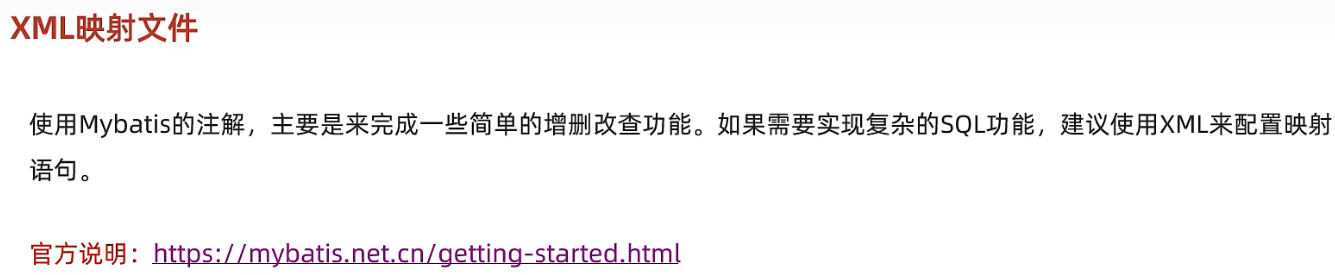 XML映射文件
使用Mybatis的注解，主要是来完成一些简单的增删改查功能。如果需要实现复杂的SQL功能，建议使用XML来配置映射
语句。
官方说明：https://mybatis.net.cn/getting-started.html